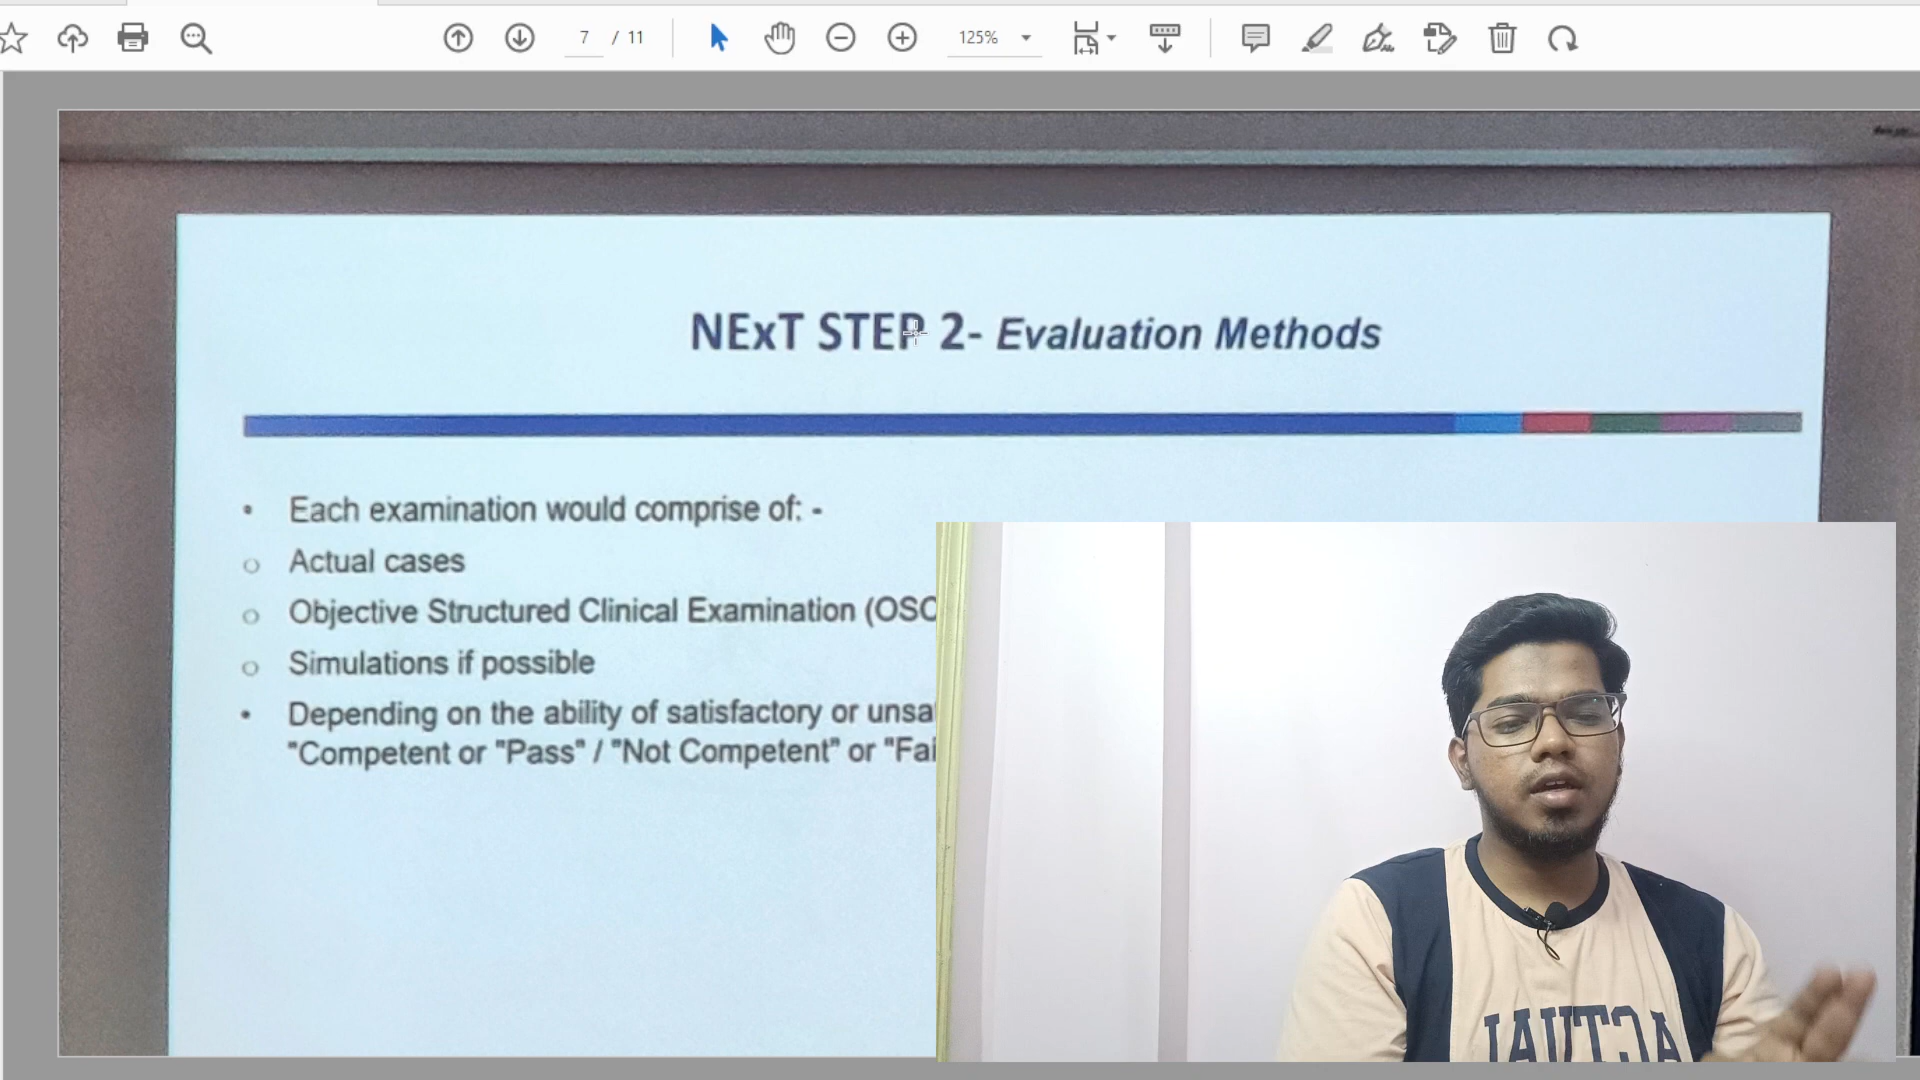 7 / 11
125%
NExT STEP 2- Evaluation Methods
• Each examination would comprise of: -
o Actual cases
o Objective Structured Clinical Examination (OSC
o Simulations if possible
• Depending on the ability of satisfactory or unsa
"Competent or "Pass" / "Not Competent" or "Fai
ACTUAL